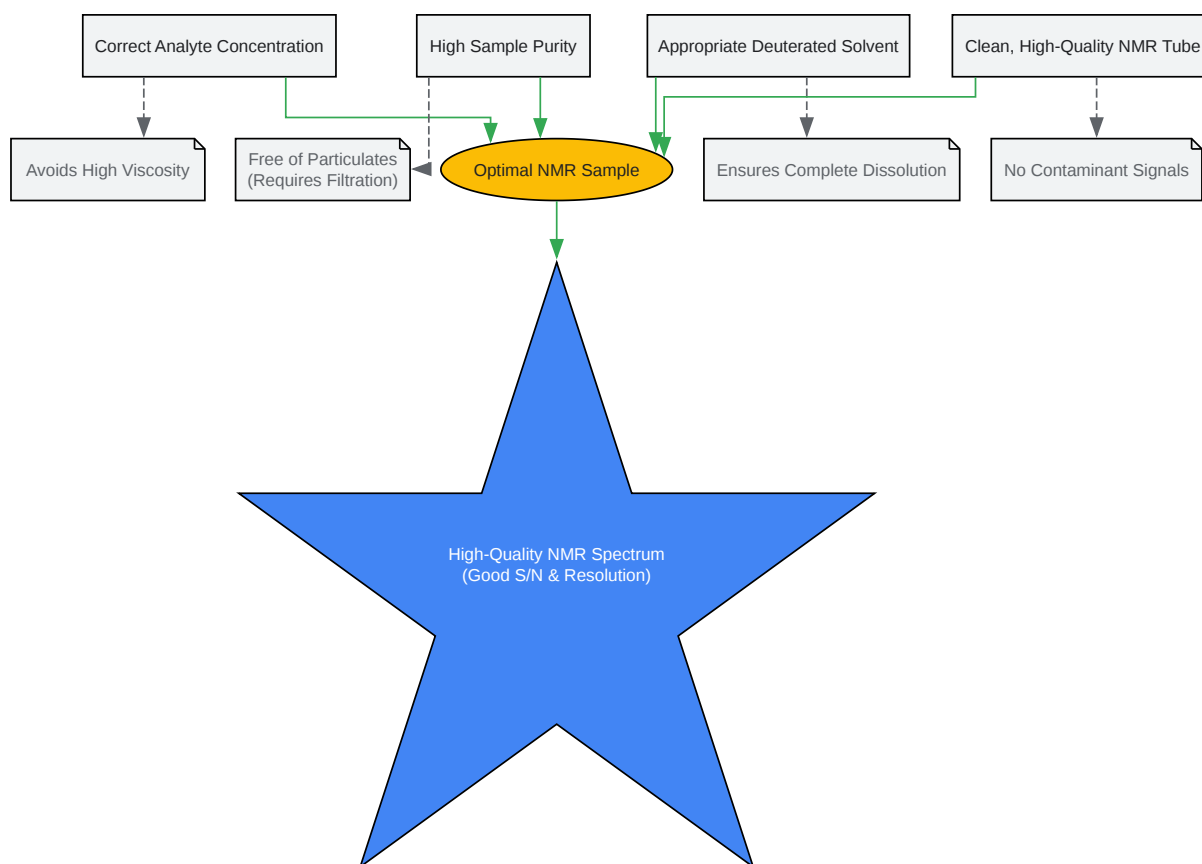 Correct Analyte Concentration
High Sample Purity
Appropriate Deuterated Solvent
Clean, High-Quality NMR Tube
Avoids High Viscosity
Free of Particulates
(Requires Filtration)
Optimal NMR Sample
Ensures Complete Dissolution
No Contaminant Signals
High-Quality NMR Spectrum
(Good S/N & Resolution)